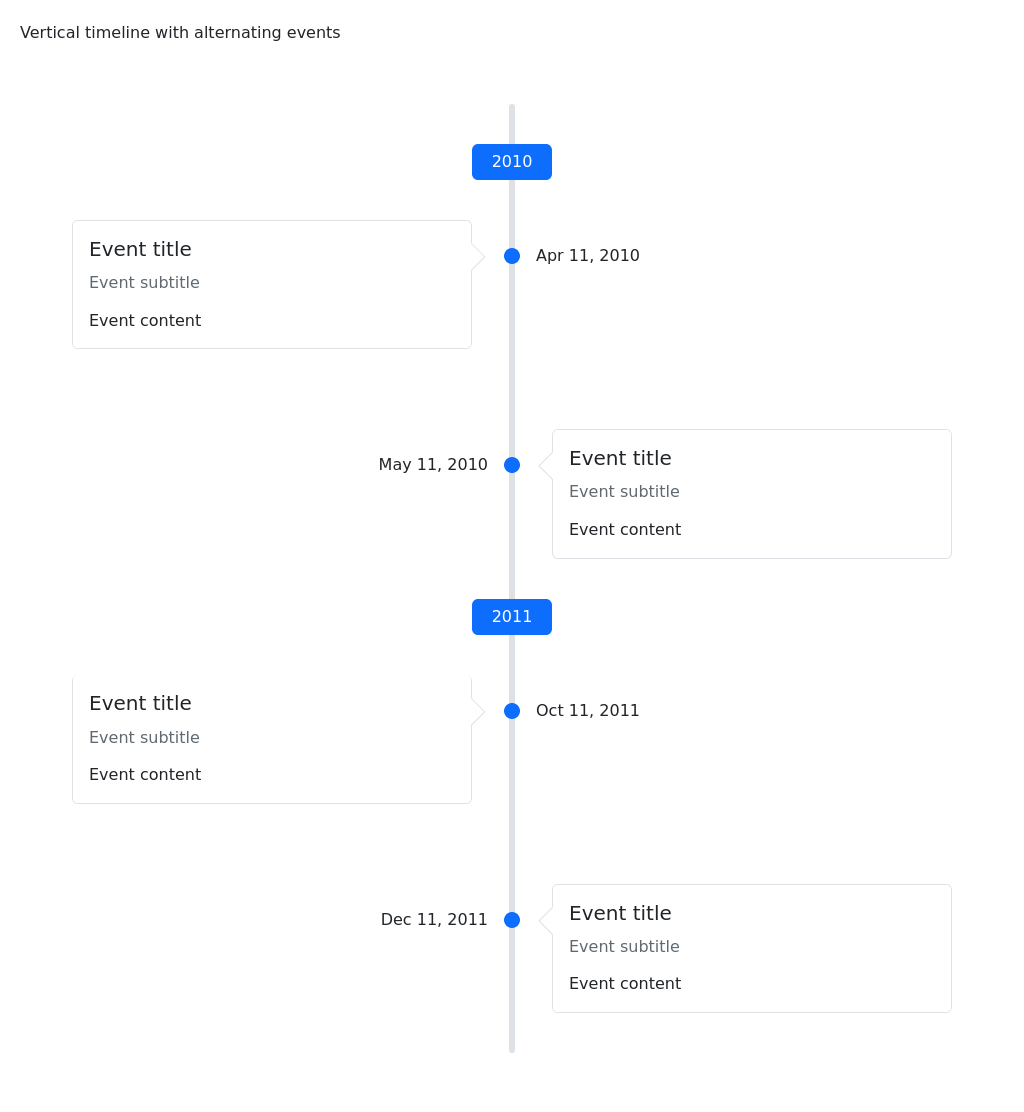 Vertical timeline with alternating events
2010
Event title
Event subtitle
Event content
Apr 11, 2010
May 11, 2010
Event title
Event subtitle
Event content
2011
Event title
Event subtitle
Event content
Oct 11, 2011
Dec 11, 2011
Event title
Event subtitle
Event content